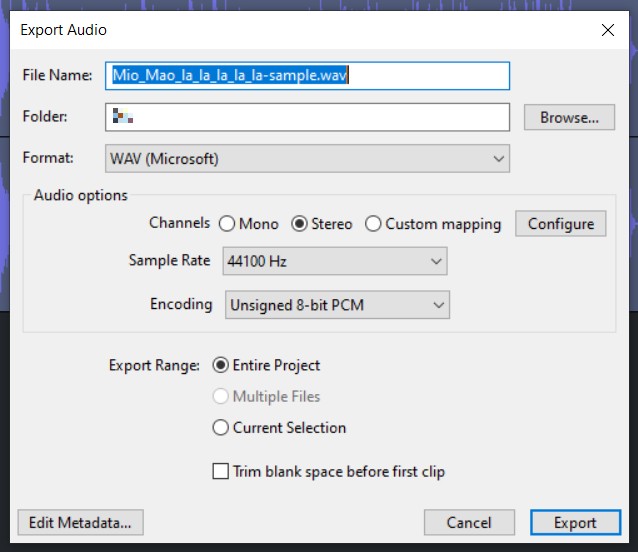 Export Audio
File Name: Mio_Mao_la_la_la_la_la-sample.wav
Folder: Browse...
Format: WAV (Microsoft)
Audio options
Channels Mono Stereo Custom mapping Configure
Sample Rate 44100 Hz
Encoding Unsigned 8-bit PCM
Export Range: Entire Project
Multiple Files
Current Selection
Trim blank space before first clip
Edit Metadata... Cancel Export